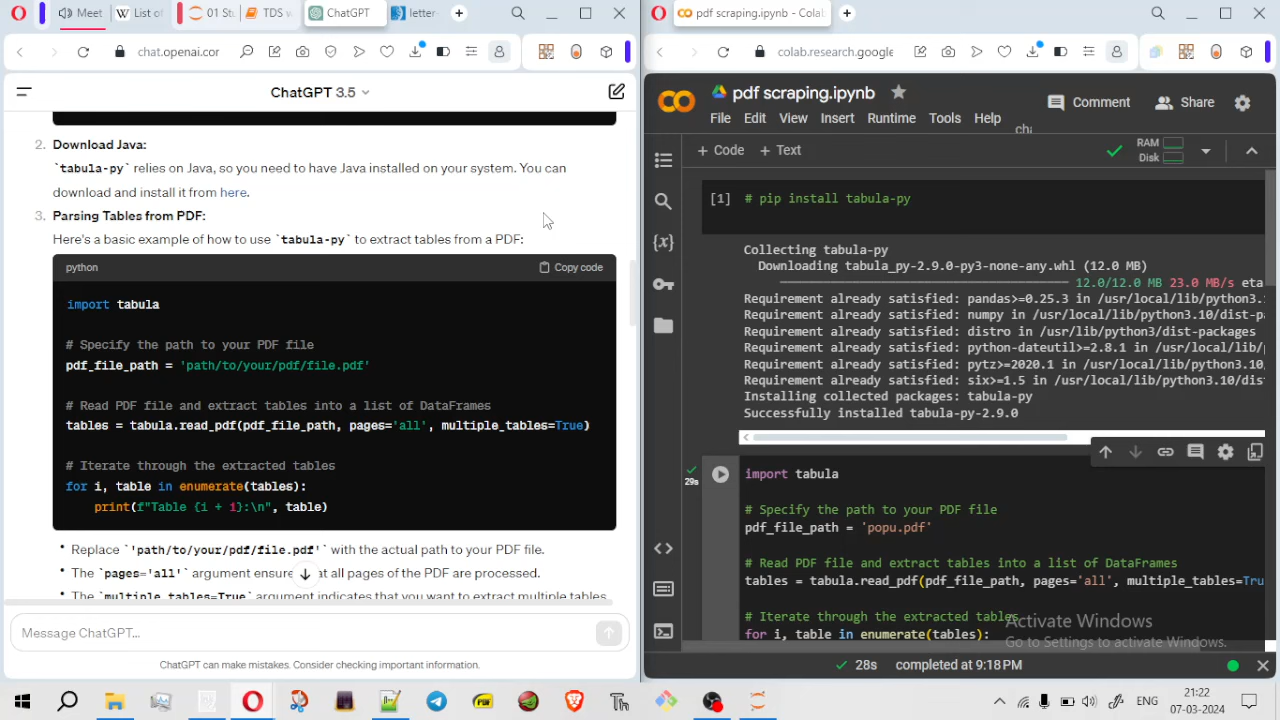 Meet
List of
01 St
TDS w
ChatGPT
letter-
chat.openai.com
ChatGPT 3.5
2. Download Java:
`tabula-py` relies on Java, so you need to have Java installed on your system. You can
download and install it from here.
3. Parsing Tables from PDF:
Here's a basic example of how to use `tabula-py` to extract tables from a PDF:
python
Copy code
import tabula
# Specify the path to your PDF file
pdf_file_path = 'path/to/your/pdf/file.pdf'
# Read PDF file and extract tables into a list of DataFrames
tables = tabula.read_pdf(pdf_file_path, pages='all', multiple_tables=True)
# Iterate through the extracted tables
for i, table in enumerate(tables):
print(f"Table {i + 1}:\n", table)
• Replace `'path/to/your/pdf/file.pdf'` with the actual path to your PDF file.
• The `pages='all'` argument ensure at all pages of the PDF are processed.
• The `multiple_tables=True` argument indicates that you want to extract multiple tables
Message ChatGPT...
ChatGPT can make mistakes. Consider checking important information.
pdf scraping.ipynb - Colab
colab.research.google
CO
pdf scraping.ipynb
Comment
Share
File Edit View Insert Runtime Tools Help
cha
+ Code + Text
RAM
Disk
[1] # pip install tabula-py
Collecting tabula-py
Downloading tabula_py-2.9.0-py3-none-any.whl (12.0 MB)
12.0/12.0 MB 23.0 MB/s eta
Requirement already satisfied: pandas>=0.25.3 in /usr/local/lib/python3.
Requirement already satisfied: numpy in /usr/local/lib/python3.10/dist-pa
Requirement already satisfied: distro in /usr/lib/python3/dist-packages
Requirement already satisfied: python-dateutil>=2.8.1 in /usr/local/lib/
Requirement already satisfied: pytz>=2020.1 in /usr/local/lib/python3.10/
Requirement already satisfied: six>=1.5 in /usr/local/lib/python3.10/dist
Installing collected packages: tabula-py
Successfully installed tabula-py-2.9.0
29s
import tabula
# Specify the path to your PDF file
pdf_file_path = 'popu.pdf'
# Read PDF file and extract tables into a list of DataFrames
tables = tabula.read_pdf(pdf_file_path, pages='all', multiple_tables=Tru
# Iterate through the extracted tables
for i, table in enumerate(tables):
Activate Windows
Go to Settings to activate Windows.
28s completed at 9:18 PM
ENG
21:22
07-03-2024